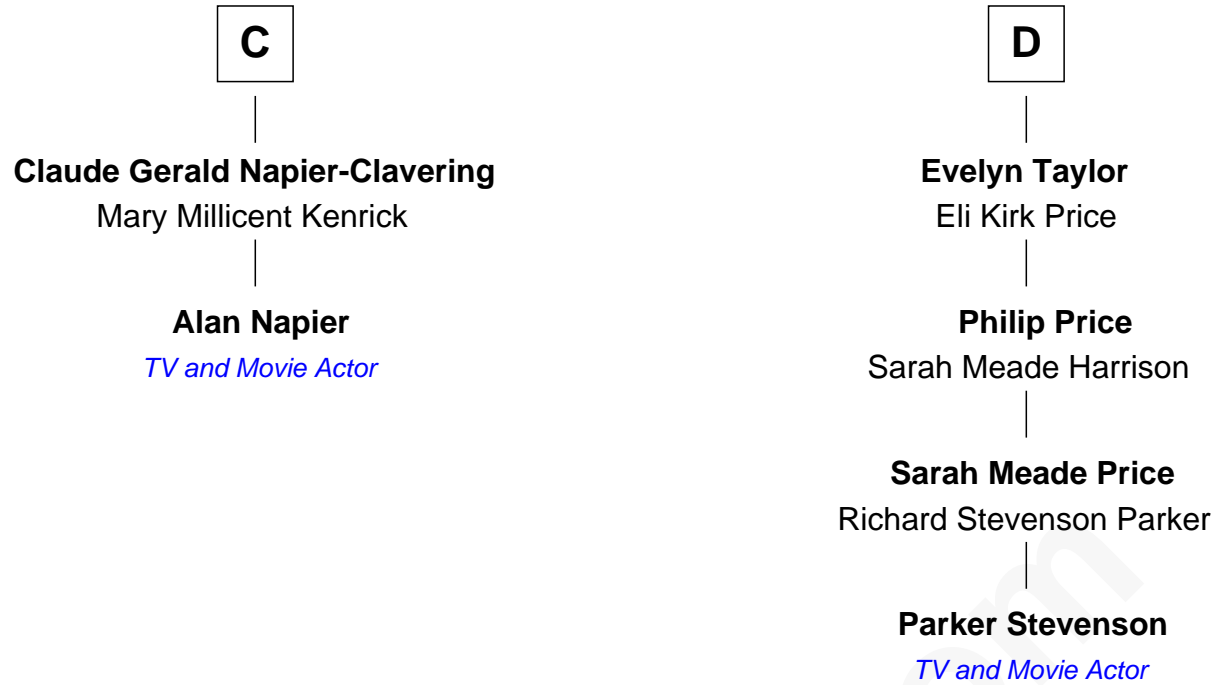 C
Claude Gerald Napier-Clavering
Mary Millicent Kenrick
Alan Napier
TV and Movie Actor
D
Evelyn Taylor
Eli Kirk Price
Philip Price
Sarah Meade Harrison
Sarah Meade Price
Richard Stevenson Parker
Parker Stevenson
TV and Movie Actor